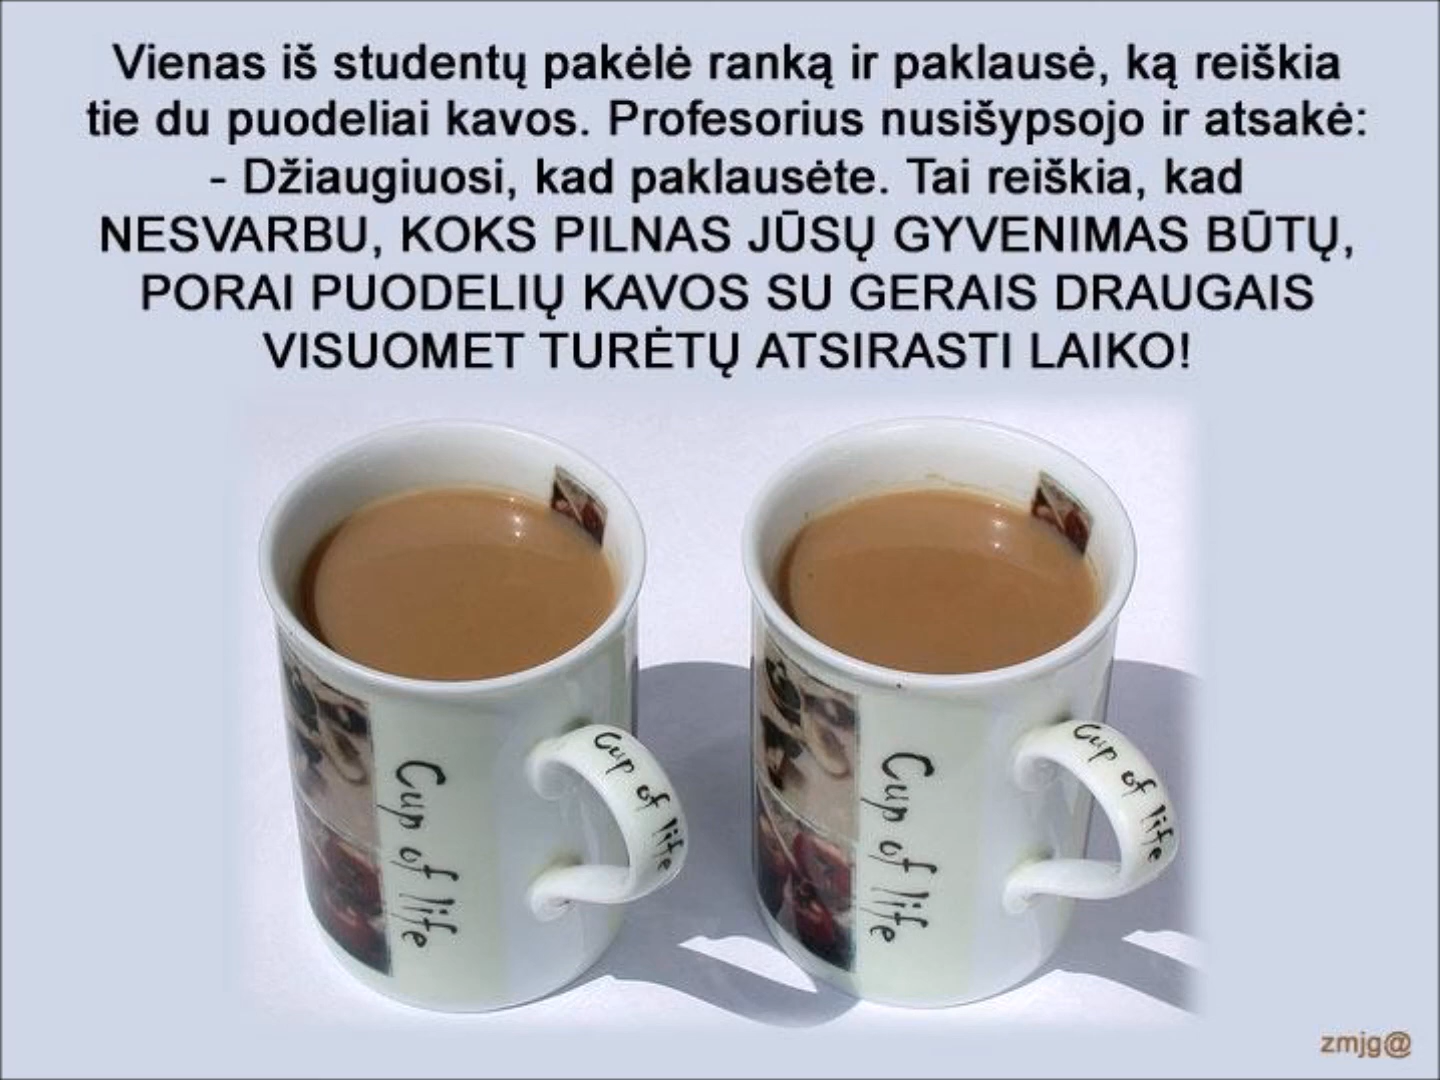 Vienas iš studentų pakėlė ranką ir paklausė, ką reiškia
tie du puodeliai kavos. Profesorius nusišypsojo ir atsakė:
- Džiaugiuosi, kad paklausėte. Tai reiškia, kad
NESVARBU, KOKS PILNAS JŪSŲ GYVENIMAS BŪTŲ,
PORAI PUODELIŲ KAVOS SU GERAIS DRAUGAIS
VISUOMET TURĖTŲ ATSIRASTI LAIKO!
Cup of life
Cup of life
Cup of life
Cup of life
zmjg@